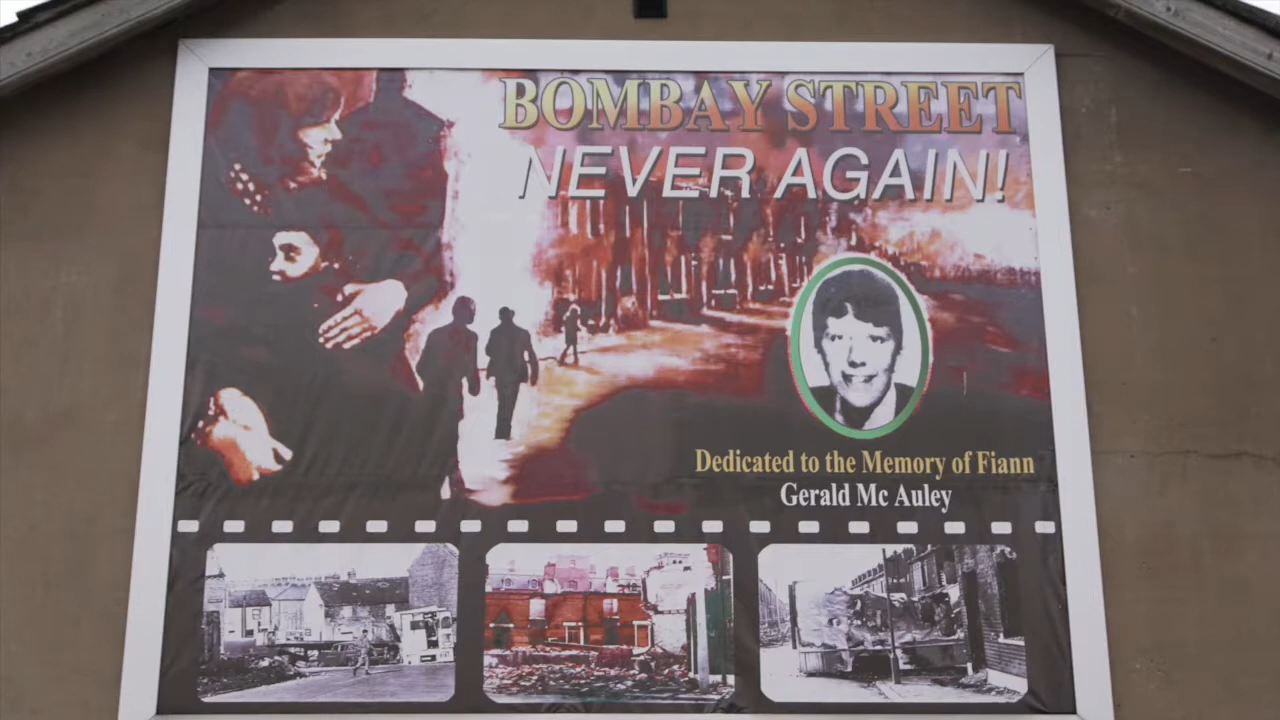 BOMBAY STREET
NEVER AGAIN!
Dedicated to the Memory of Fiann
Gerald Mc Auley